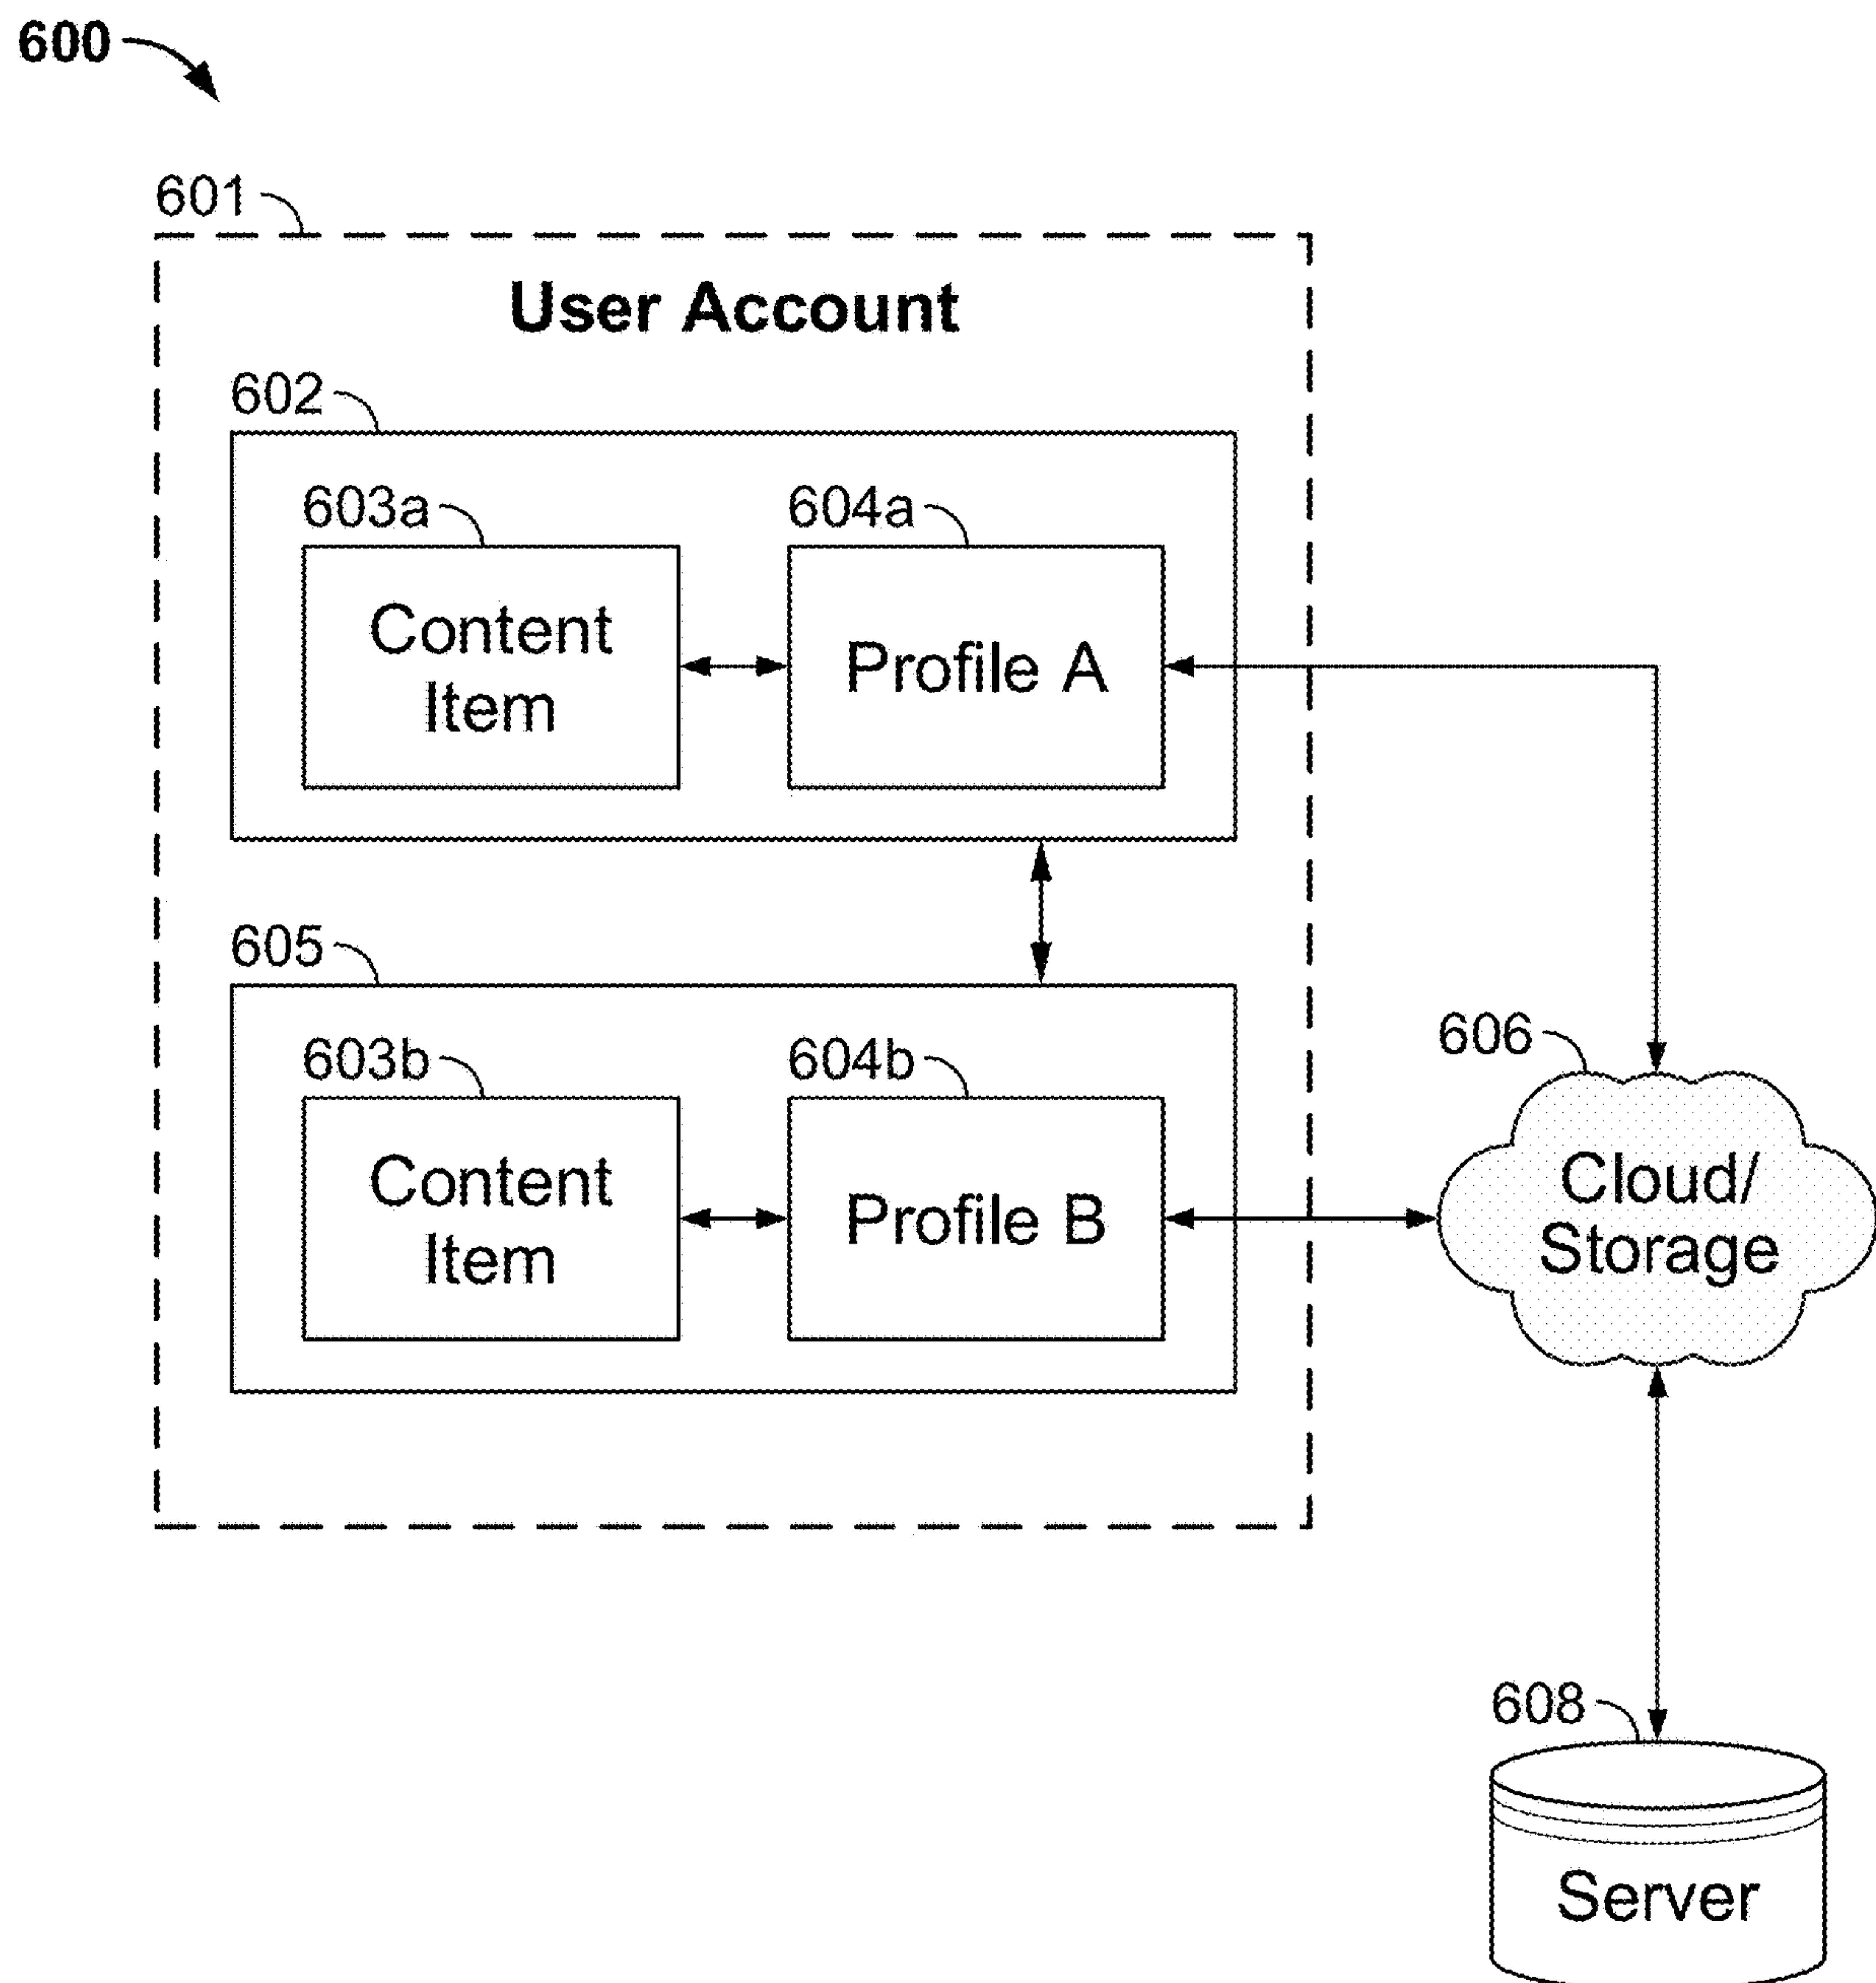 600
601
User Account
602
603a
604a
Content
Item
Profile A
605
603b
604b
Content
Item
Profile B
606
Cloud/
Storage
608
Server